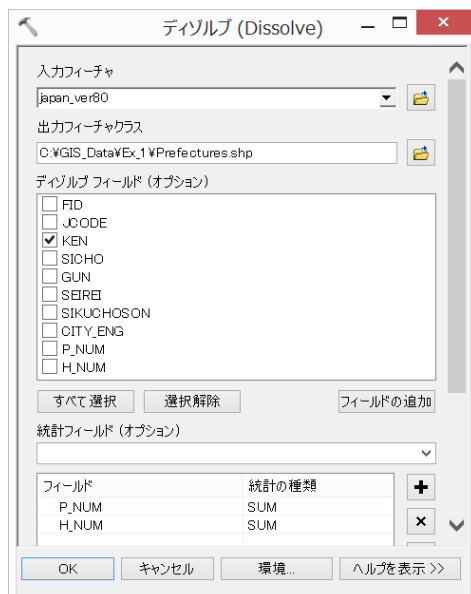 ディゾルブ (Dissolve)
入力フィーチャ
japan_ver80
出力フィーチャクラス
C:¥GIS_Data¥Ex_1¥Prefectures.shp
ディゾルブ フィールド (オプション)
FID
JCODE
KEN
SICHO
GUN
SEIREI
SIKUCHOSON
CITY_ENG
P_NUM
H_NUM
すべて選択 選択解除 フィールドの追加
統計フィールド (オプション)
フィールド 統計の種類
P_NUM SUM
H_NUM SUM
OK キャンセル 環境... ヘルプを表示 >>